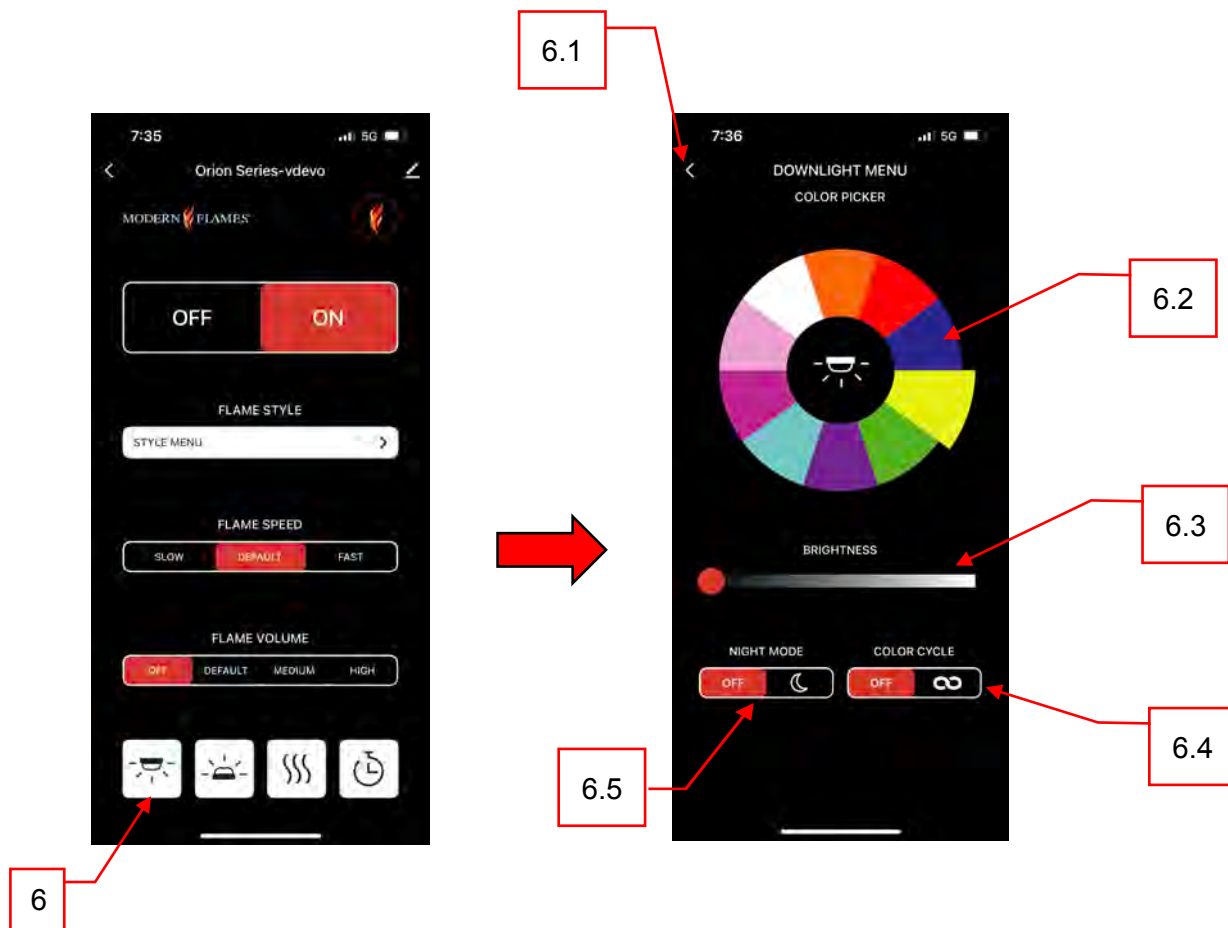 6.1
7:35
5G
Orion Series-vdevo
MODERN FLAMES
OFF
ON
FLAME STYLE
STYLE MENU
FLAME SPEED
SLOW
DEFAULT
FAST
FLAME VOLUME
OFF
DEFAULT
MEDIUM
HIGH
6
7:36
5G
DOWNLIGHT MENU
COLOR PICKER
6.2
BRIGHTNESS
6.3
NIGHT MODE
COLOR CYCLE
OFF
OFF
6.4
6.5